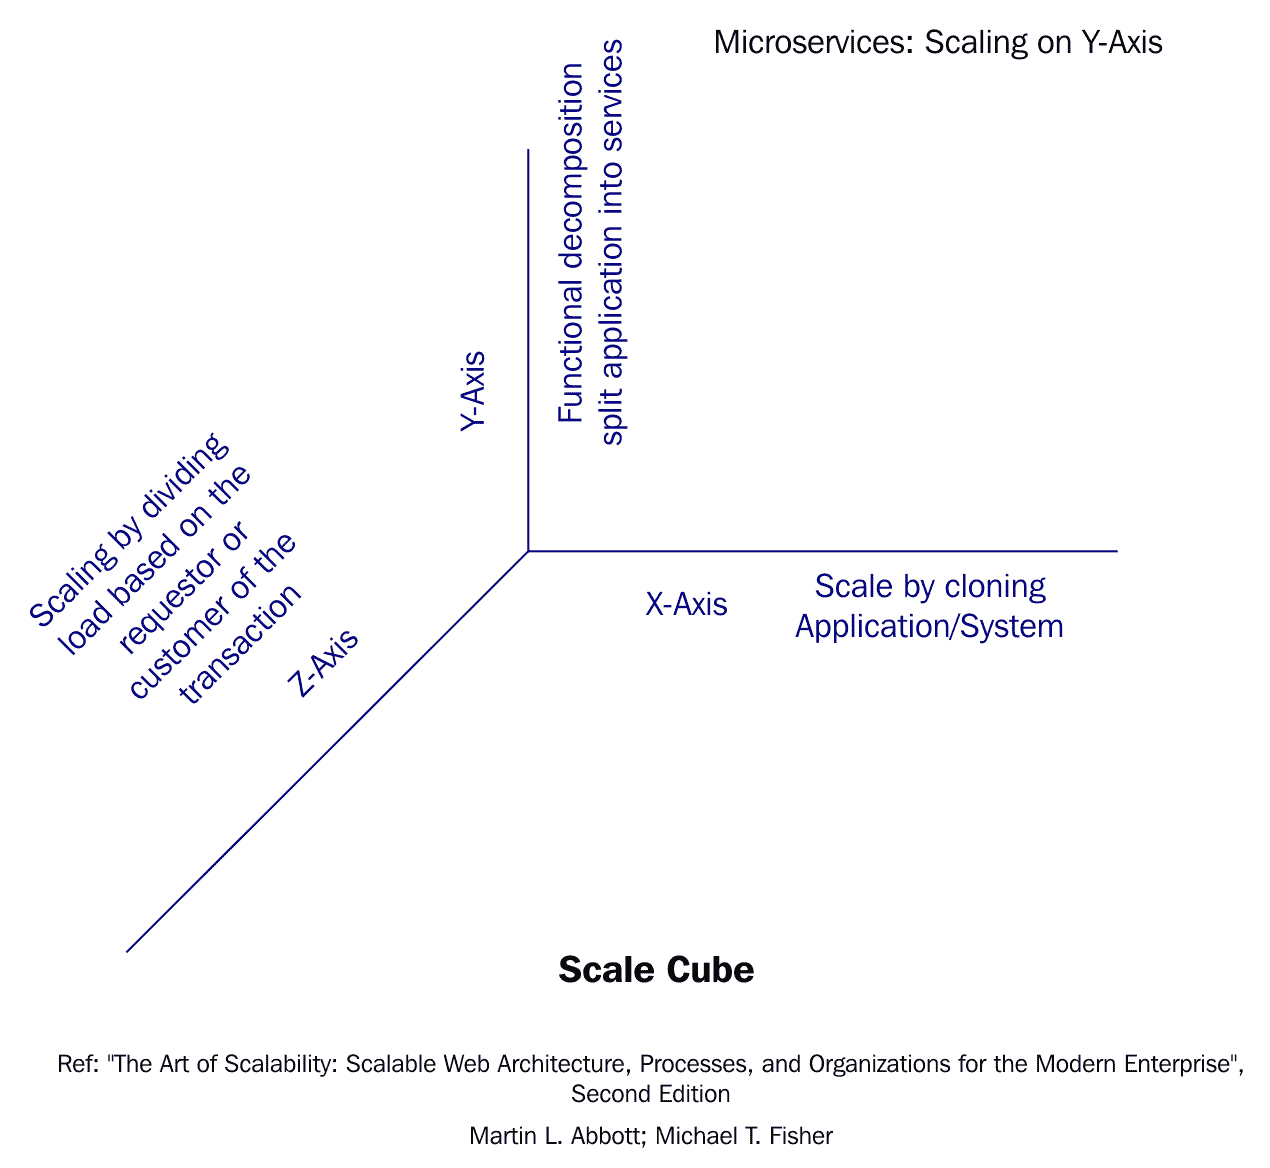 Microservices: Scaling on Y-Axis
Functional decomposition
split application into services
Y-Axis
Scaling by dividing
load based on the
requestor or
customer of the
transaction
Z-Axis
X-Axis
Scale by cloning
Application/System
Scale Cube
Ref: "The Art of Scalability: Scalable Web Architecture, Processes, and Organizations for the Modern Enterprise",
Second Edition
Martin L. Abbott; Michael T. Fisher